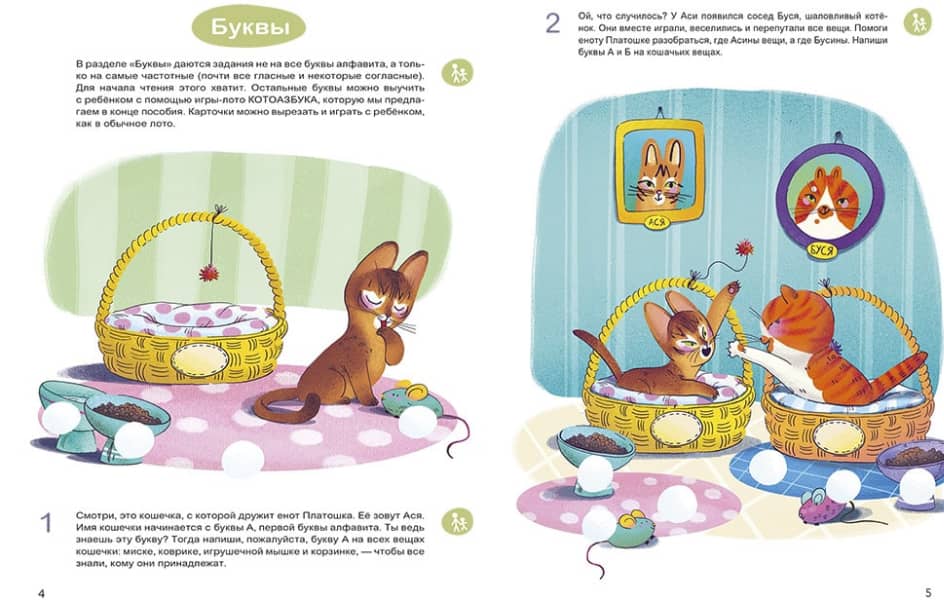 Буквы
В разделе «Буквы» даются задания не на все буквы алфавита, а толь-
ко на самые частотные (почти все гласные и некоторые согласные).
Для начала чтения этого хватит. Остальные буквы можно выучить
с ребёнком с помощью игры-лото КОТОАЗБУКА, которую мы предла-
гаем в конце пособия. Карточки можно вырезать и играть с ребёнком,
как в обычное лото.
1
Смотри, это кошечка, с которой дружит енот Платошка. Её зовут Ася.
Имя кошечки начинается с буквы А, первой буквы алфавита. Ты ведь
знаешь эту букву? Тогда напиши, пожалуйста, букву А на всех вещах
кошечки: миске, коврике, игрушечной мышке и корзинке, — чтобы все
знали, кому они принадлежат.
4
2
Ой, что случилось? У Аси появился сосед Буся, шаловливый котё-
нок. Они вместе играли, веселились и перепутали все вещи. Помоги
еноту Платошке разобраться, где Асины вещи, а где Бусины. Напиши
буквы А и Б на кошачьих вещах.
АСЯ
БУСЯ
5